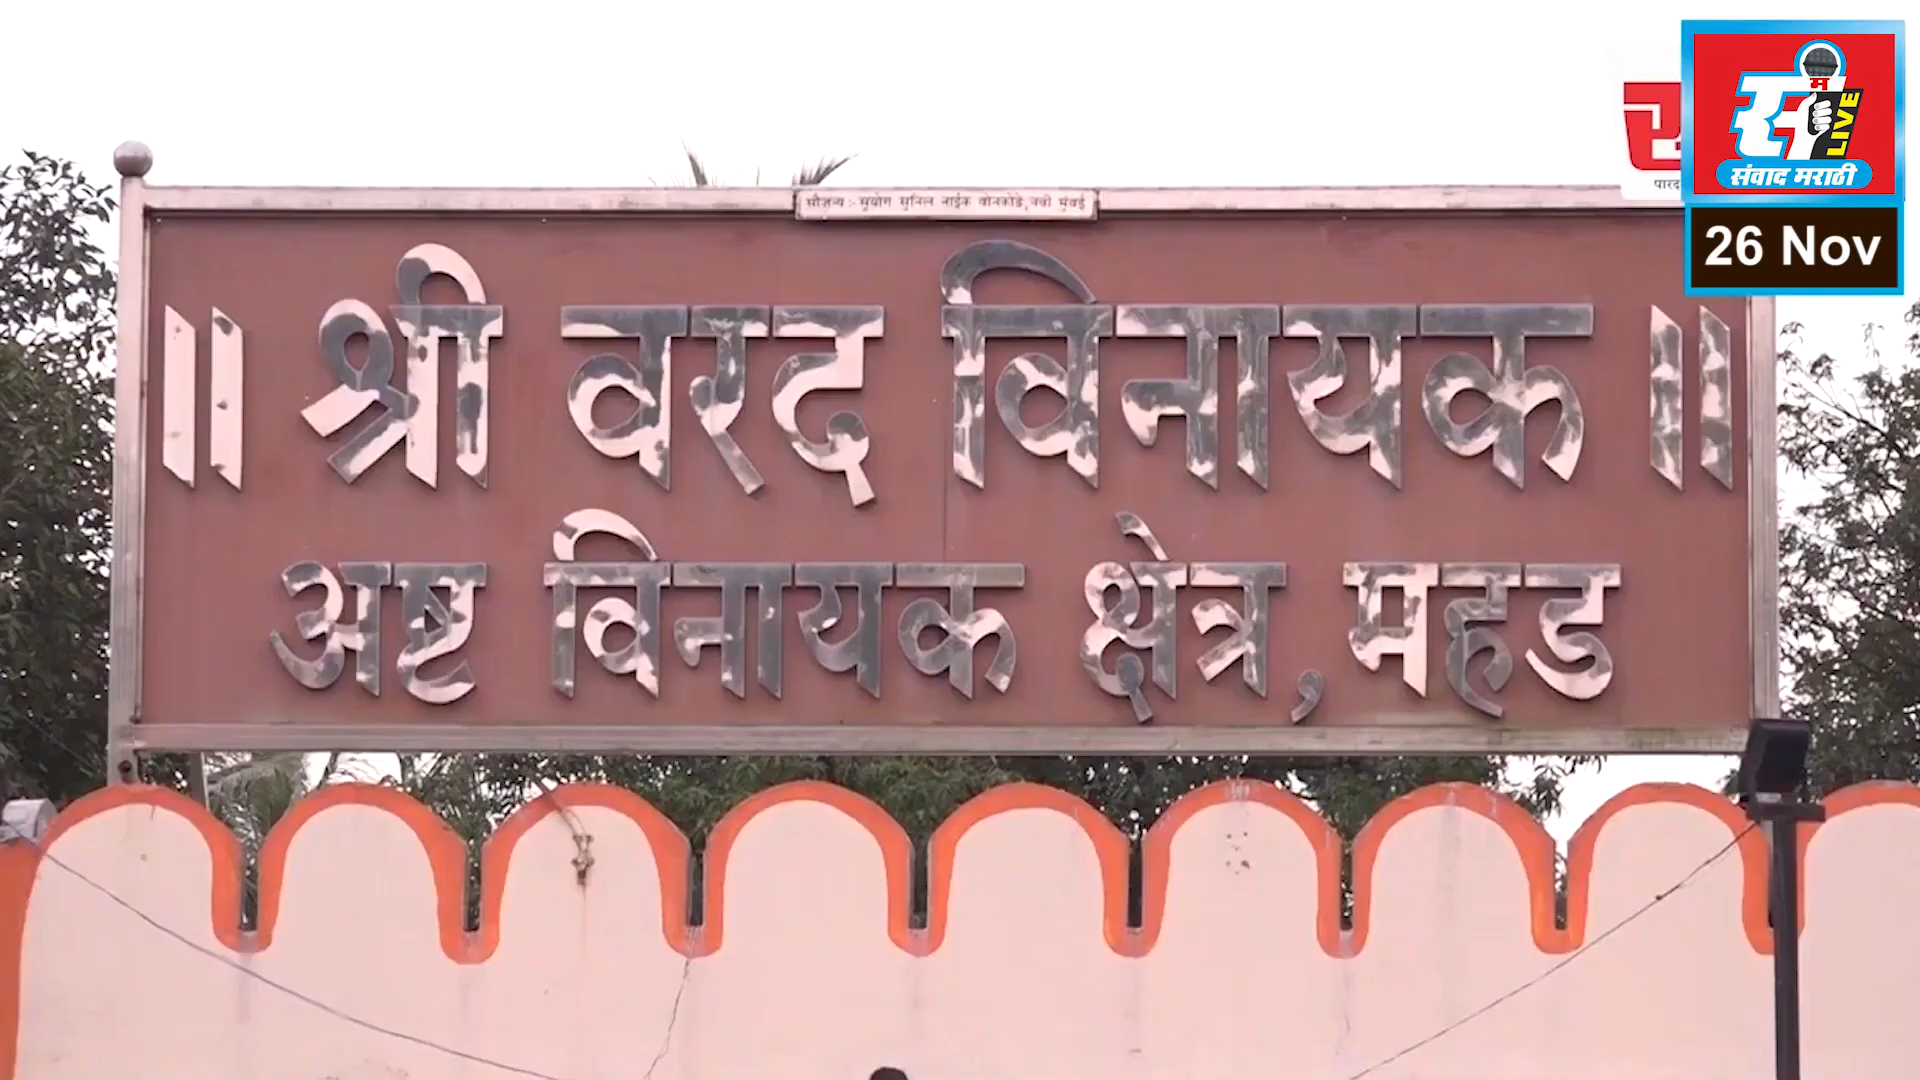 सौजन्य :- सुयोग सुनिल नाईक बोनकोडे, नवी मुंबई
॥ श्री वरद विनायक ॥
अष्ट विनायक क्षेत्र, महड
म
LIVE
संवाद मराठी
26 Nov